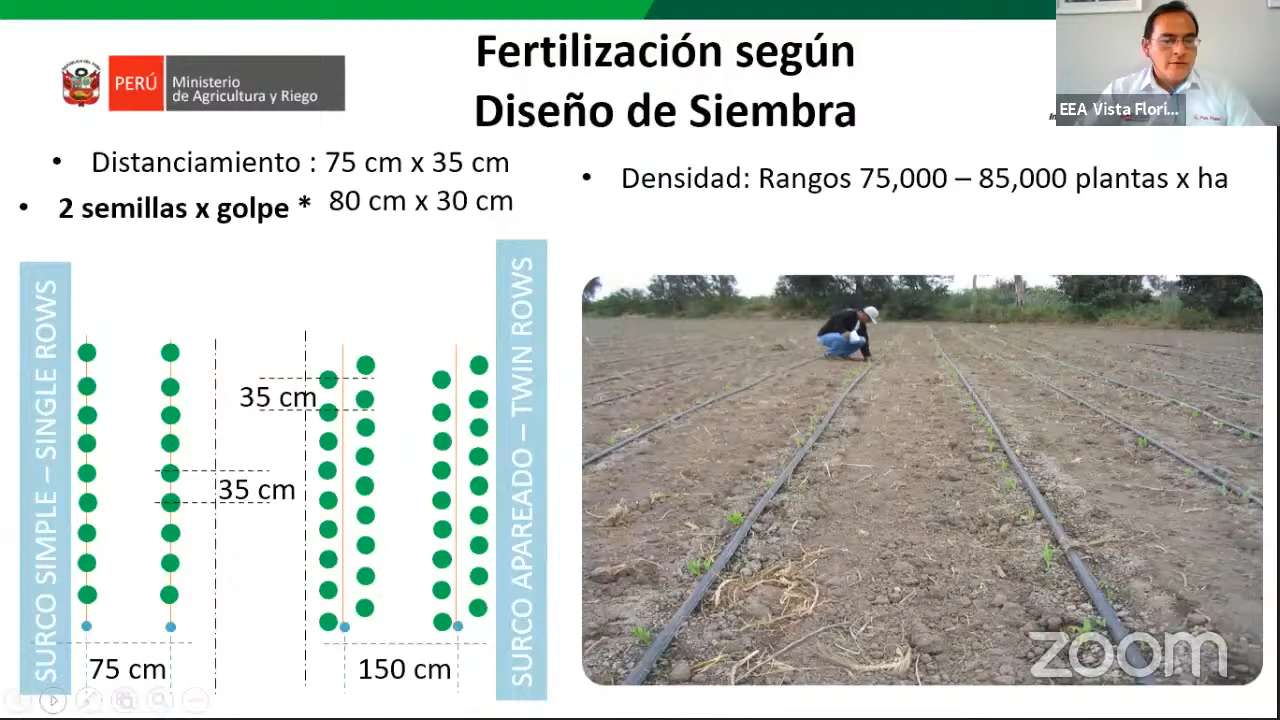 Fertilización según
Diseño de Siembra
PERÚ
Ministerio
de Agricultura y Riego
EEA Vista Flori...
• Distanciamiento : 75 cm x 35 cm
• 2 semillas x golpe * 80 cm x 30 cm
• Densidad: Rangos 75,000 – 85,000 plantas x ha
SURCO SIMPLE – SINGLE ROWS
35 cm
75 cm
35 cm
150 cm
SURCO APAREADO – TWIN ROWS
zoom